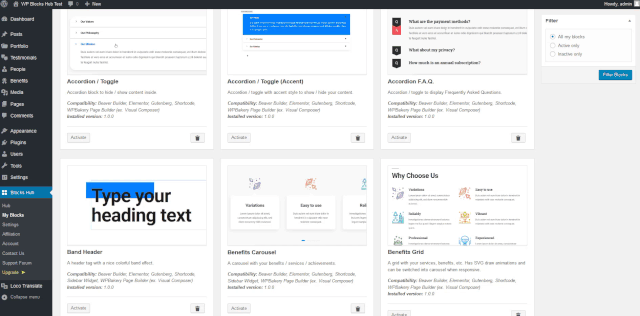 WP Blocks Hub Test
0
New
Howdy, admin
Dashboard
Posts
Portfolio
Testimonials
People
Benefits
Media
Pages
Comments
Appearance
Plugins
Users
Tools
Settings
Blocks Hub
Hub
My Blocks
Settings
Affiliation
Account
Contact Us
Support Forum
Upgrade ►
Loco Translate
Collapse menu
Our History
Our Philosophy
Our Mission
Accordion / Toggle
Accordion block to hide / show content inside.
Compatibility: Beaver Builder, Elementor, Gutenberg, Shortcode,
WPBakery Page Builder (ex. Visual Composer)
Installed version: 1.0.0
Activate
Accordion / Toggle (Accent)
Accordion / toggle with accent style to show / hide your content.
Compatibility: Beaver Builder, Elementor, Gutenberg, Shortcode,
WPBakery Page Builder (ex. Visual Composer)
Installed version: 1.0.0
Activate
Q What are the payment methods?
A
Q What about my privacy?
Q How stock in an annual subscription?
Accordion F.A.Q.
Accordion / toggle to display Frequently Asked Questions
Compatibility: Beaver Builder, Elementor, Gutenberg, Shortcode,
WPBakery Page Builder (ex. Visual Composer)
Installed version: 1.0.0
Activate
Filter
All my blocks
Active only
Inactive only
Filter Blocks
Type your
heading text
Band Header
A header tag with a nice colorful band effect.
Compatibility: Beaver Builder, Elementor, Gutenberg, Shortcode,
Sidebar Widget, WPBakery Page Builder (ex. Visual Composer)
Installed version: 1.0.0
Activate
Variations
Easy to use
Rel
Benefits Carousel
A carousel with your benefits / services / achievements.
Compatibility: Beaver Builder, Elementor, Gutenberg, Shortcode,
Sidebar Widget, WPBakery Page Builder (ex. Visual Composer)
Installed version: 1.0.0
Activate
Why Choose Us
Variations
Easy to use
Usability
Vibrant
Professional
Experienced
Benefits Grid
A grid with your services, benefits, etc. Has SVG draw animations and
can be switched into carousel when responsive.
Compatibility: Beaver Builder, Elementor, Gutenberg, Shortcode,
Sidebar Widget, WPBakery Page Builder (ex. Visual Composer)
Installed version: 1.0.0
Activate